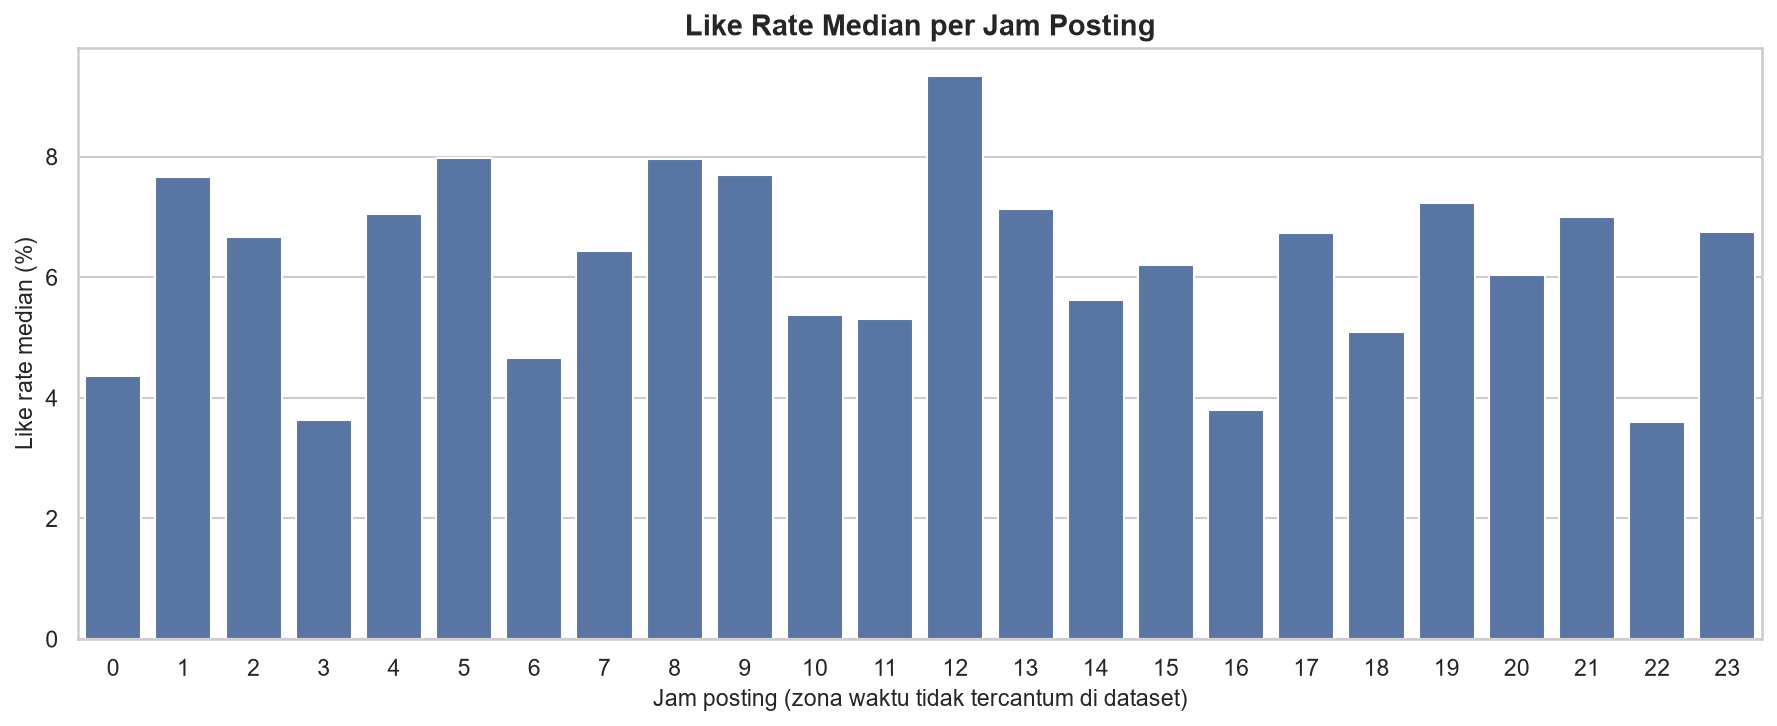 Like Rate Median per Jam Posting
Like rate median (%)
8
6
4
2
0
0 1 2 3 4 5 6 7 8 9 10 11 12 13 14 15 16 17 18 19 20 21 22 23
Jam posting (zona waktu tidak tercantum di dataset)